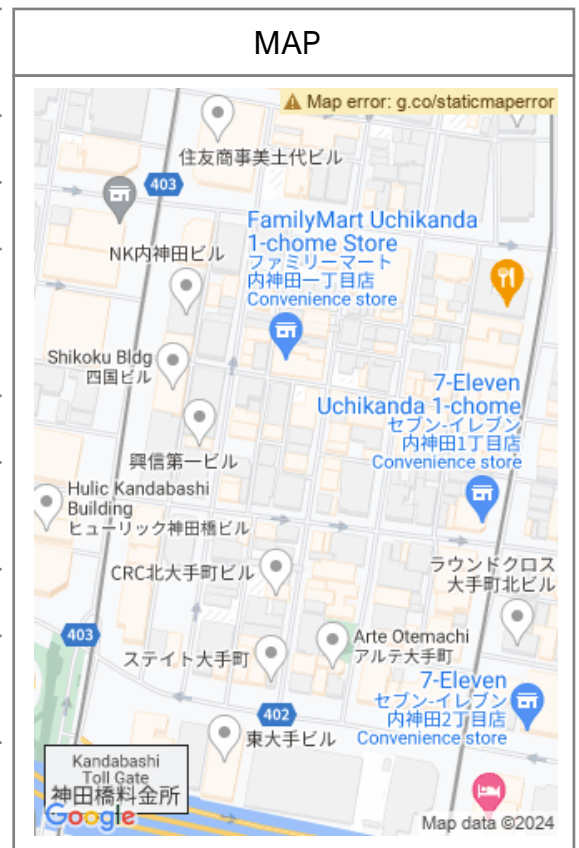 MAP
Map error: g.co/staticmaperror
住友商事美土代ビル
403
FamilyMart Uchikanda
1-chome Store
ファミリーマート
内神田一丁目店
Convenience store
NK内神田ビル
Shikoku Bldg
四国ビル
7-Eleven
Uchikanda 1-chome
セブン-イレブン
内神田1丁目店
Convenience store
興信第一ビル
Hulic Kandabashi
Building
ヒューリック神田橋ビル
CRC北大手町ビル
ラウンドクロス
大手町北ビル
403
Arte Otemachi
アルテ大手町
ステイト大手町
7-Eleven
セブン-イレブン
内神田2丁目店
Convenience store
402
東大手ビル
Kandabashi
Toll Gate
神田橋料金所
Google
Map data ©2024